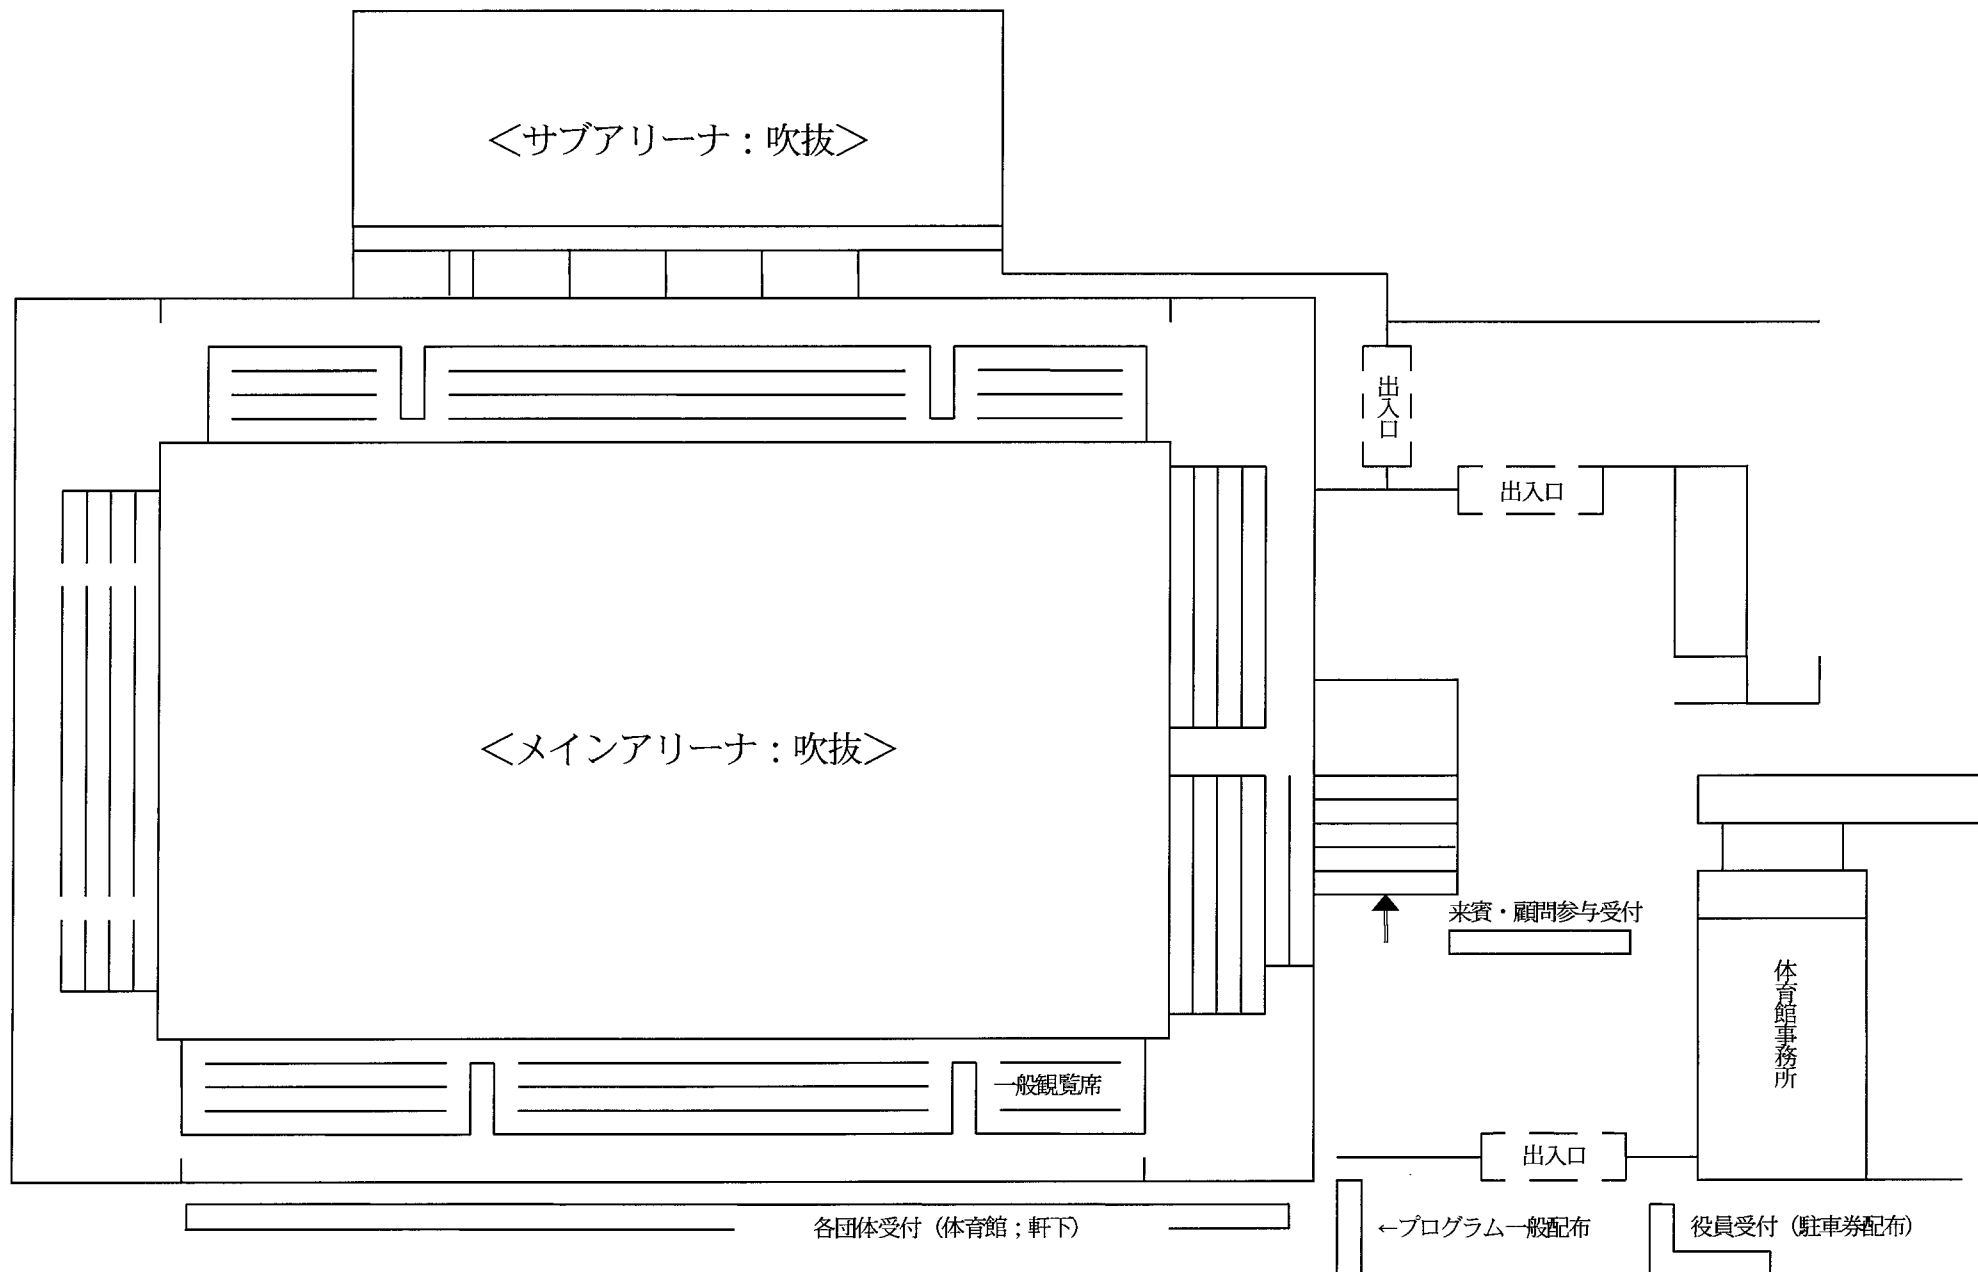 ＜サブアリーナ：吹抜＞
出入口
出入口
＜メインアリーナ：吹抜＞
来賓・顧問参与受付
体育館事務所
一般観覧席
出入口
各団体受付（体育館；軒下）
←プログラム一般配布
役員受付（駐車券配布）